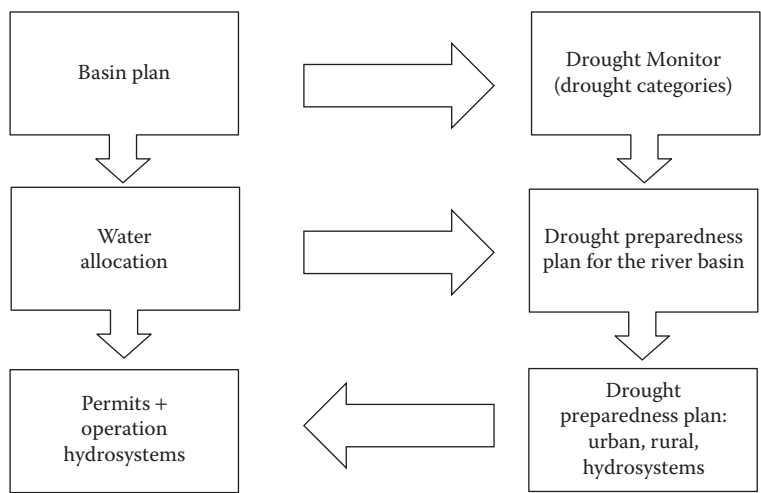 Basin plan
Drought Monitor
(drought categories)
Water
allocation
Drought preparedness
plan for the river basin
Permits +
operation
hydrosystems
Drought
preparedness plan:
urban, rural,
hydrosystems